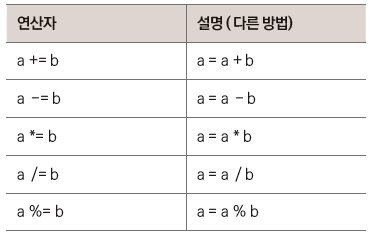 연산자 설명 ( 다른 방법)
a += b a = a + b
a -= b a = a - b
a *= b a = a * b
a /= b a = a / b
a %= b a = a % b